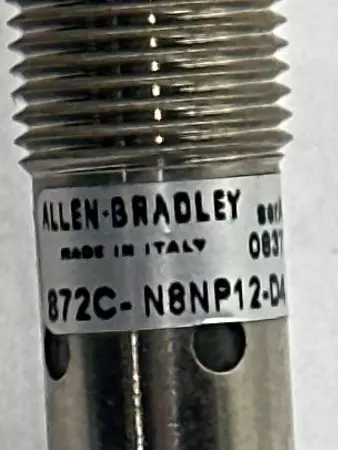 ALLEN-BRADLEY
MADE IN ITALY
872C-N8NP12-D4